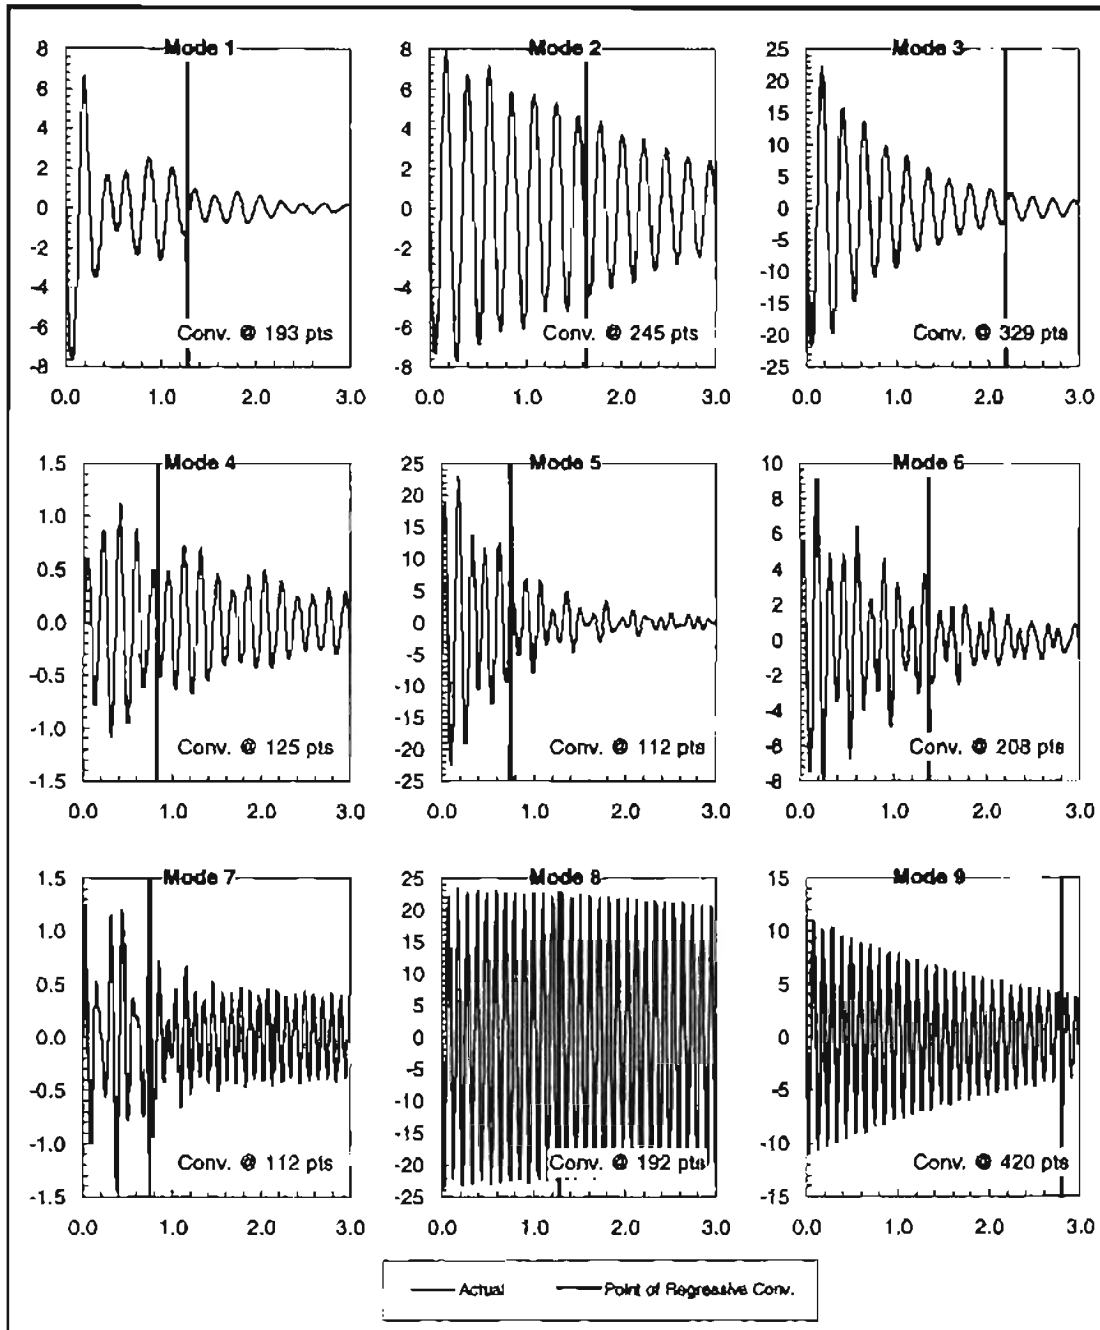 Mode 1
8
6
4
2
0
-2
-4
-6
-8
0.0 1.0 2.0 3.0
Conv. @ 193 pts
Mode 2
8
6
4
2
0
-2
-4
-6
-8
0.0 1.0 2.0 3.0
Conv. @ 245 pts
Mode 3
25
20
15
10
5
0
-5
-10
-15
-20
-25
0.0 1.0 2.0 3.0
Conv. @ 329 pts
Mode 4
1.5
1.0
0.5
0.0
-0.5
-1.0
-1.5
0.0 1.0 2.0 3.0
Conv. @ 125 pts
Mode 5
25
20
15
10
5
0
-5
-10
-15
-20
-25
0.0 1.0 2.0 3.0
Conv. @ 112 pts
Mode 6
10
8
6
4
2
0
-2
-4
-6
-8
0.0 1.0 2.0 3.0
Conv. @ 208 pts
Mode 7
1.5
1.0
0.5
0.0
-0.5
-1.0
-1.5
0.0 1.0 2.0 3.0
Conv. @ 112 pts
Mode 8
25
20
15
10
5
0
-5
-10
-15
-20
-25
0.0 1.0 2.0 3.0
Conv. @ 192 pts
Mode 9
15
10
5
0
-5
-10
-15
0.0 1.0 2.0 3.0
Conv. @ 420 pts
Actual
Point of Regressive Conv.